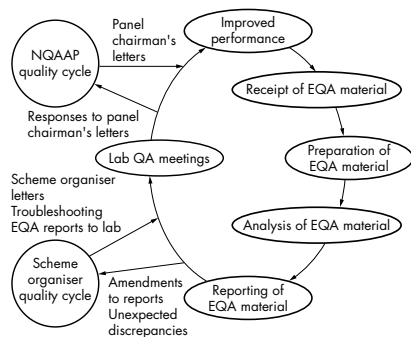 Panel
chairman's
letters
Improved
performance
NQAAP
quality cycle
Receipt of EQA material
Responses to panel
chairman's letters
Preparation of
EQA material
Lab QA meetings
Scheme organiser
letters
Troubleshooting
EQA reports to lab
Analysis of EQA material
Scheme
organiser
quality cycle
Amendments
to reports
Unexpected
discrepancies
Reporting of
EQA material